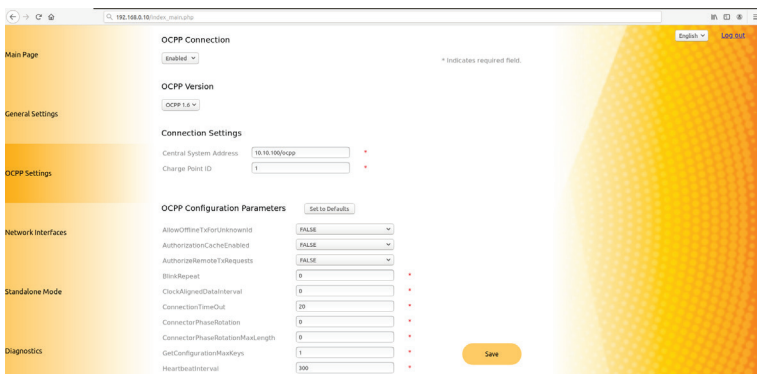 192.168.0.10/index_main.php
English
Log out
Main Page
General Settings
OCPP Settings
Network Interfaces
Standalone Mode
Diagnostics
OCPP Connection
Enabled
* Indicates required field.
OCPP Version
OCPP 1.6
Connection Settings
Central System Address 10.10.100/ocpp *
Charge Point ID 1 *
OCPP Configuration Parameters Set to Defaults
AllowOfflineTxForUnknownId FALSE
AuthorizationCacheEnabled FALSE
AuthorizeRemoteTxRequests FALSE
BlinkRepeat 0 *
ClockAlignedDataInterval 0 *
ConnectionTimeOut 20 *
ConnectorPhaseRotation 0 *
ConnectorPhaseRotationMaxLength 0 *
GetConfigurationMaxKeys 1 *
HeartbeatInterval 300 *
Save